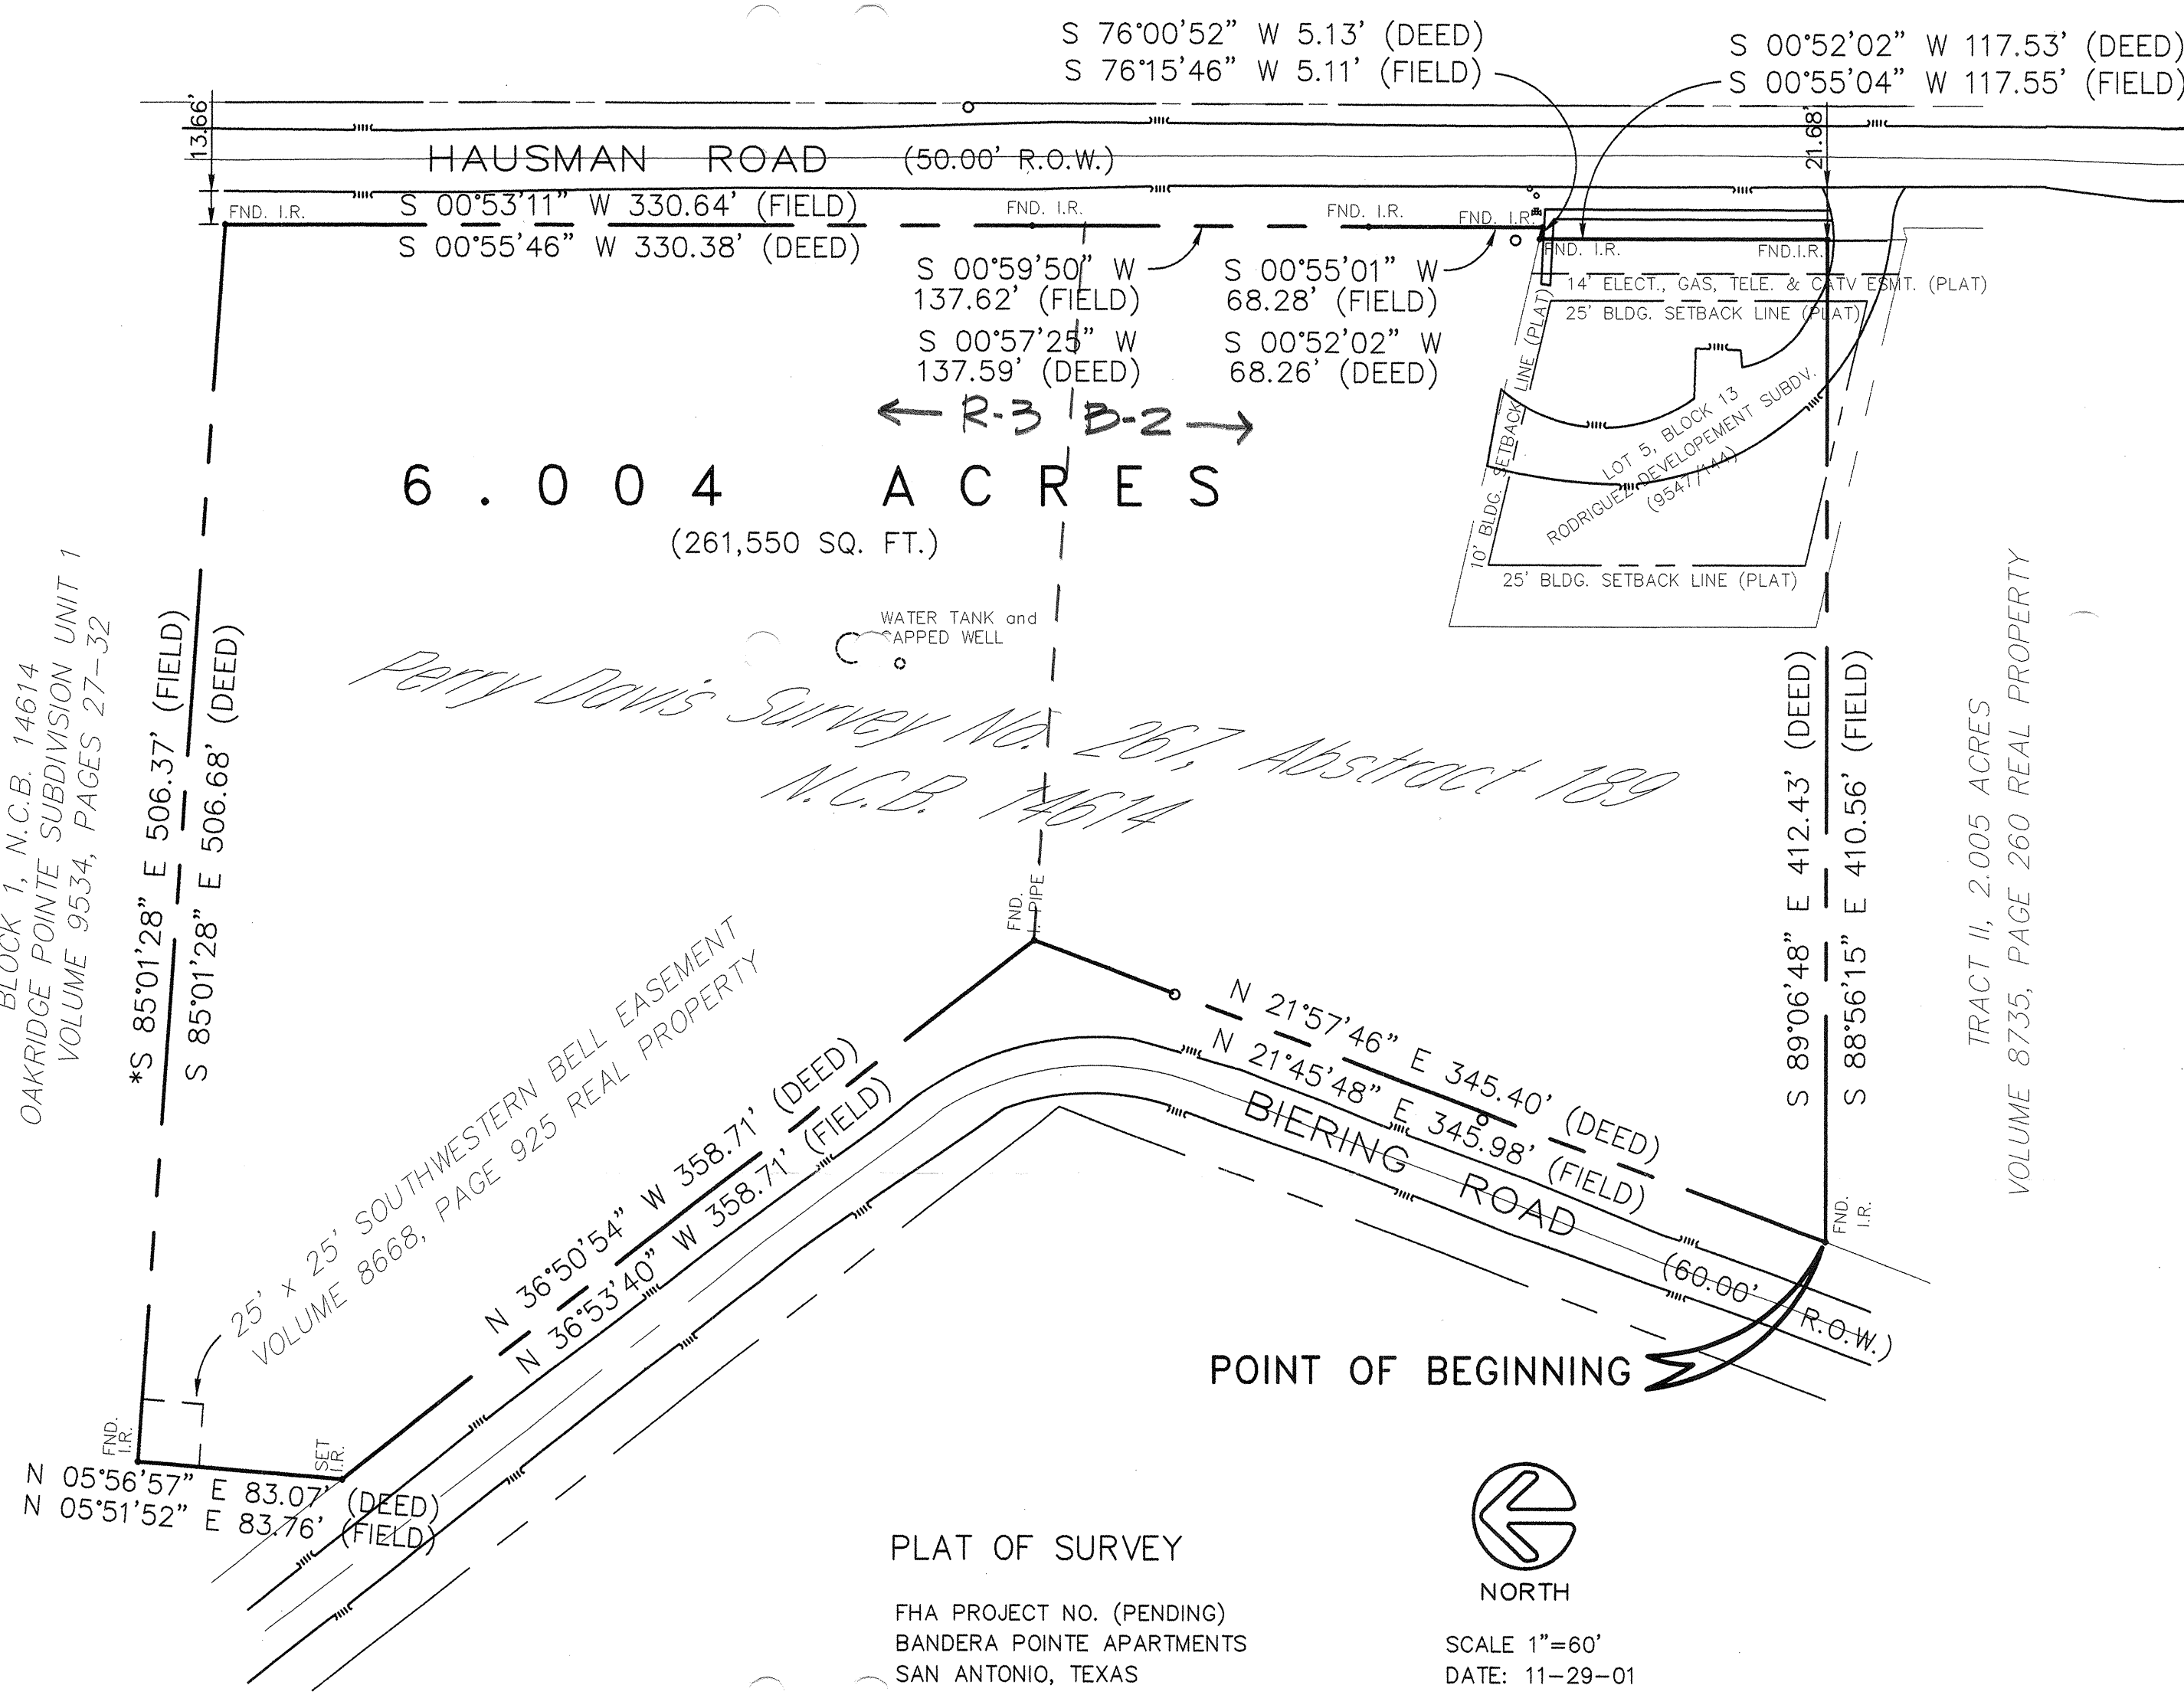 S 76°00'52" W 5.13' (DEED)
S 76°15'46" W 5.11' (FIELD)
S 00°52'02" W 117.53' (DEED)
S 00°55'04" W 117.55' (FIELD)
13.66'
21.68'
HAUSMAN ROAD (50.00' R.O.W.)
FND. I.R.
S 00°53'11" W 330.64' (FIELD)
S 00°55'46" W 330.38' (DEED)
FND. I.R.
FND. I.R.
FND. I.R.
FND. I.R.
FND.I.R.
S 00°59'50" W
137.62' (FIELD)
S 00°57'25" W
137.59' (DEED)
S 00°55'01" W
68.28' (FIELD)
S 00°52'02" W
68.26' (DEED)
14' ELECT., GAS, TELE. & CATV ESMT. (PLAT)
25' BLDG. SETBACK LINE (PLAT)
10' BLDG. SETBACK LINE (PLAT)
LOT 5, BLOCK 13
RODRIGUEZ DEVELOPEMENT SUBDV.
(9547/144)
25' BLDG. SETBACK LINE (PLAT)
← R-3 B-2 →
6.004 ACRES
(261,550 SQ. FT.)
WATER TANK and
CAPPED WELL
Perry Davis Survey No. 267, Abstract 189
N.C.B. 14614
BLOCK 1, N.C.B. 14614
OAKRIDGE POINTE SUBDIVISION UNIT 1
VOLUME 9534, PAGES 27-32
*S 85°01'28" E 506.37' (FIELD)
S 85°01'28" E 506.68' (DEED)
S 89°06'48" E 412.43' (DEED)
S 88°56'15" E 410.56' (FIELD)
TRACT II, 2.005 ACRES
VOLUME 8735, PAGE 260 REAL PROPERTY
FND.
I. PIPE
25' x 25' SOUTHWESTERN BELL EASEMENT
VOLUME 8668, PAGE 925 REAL PROPERTY
N 36°50'54" W 358.71' (DEED)
N 36°53'40" W 358.71' (FIELD)
N 21°57'46" E 345.40' (DEED)
N 21°45'48" E 345.98' (FIELD)
BIERING ROAD (60.00' R.O.W.)
FND.
I.R.
POINT OF BEGINNING
FND.
I.R.
SET
I.R.
N 05°56'57" E 83.07' (DEED)
N 05°51'52" E 83.76' (FIELD)
PLAT OF SURVEY
FHA PROJECT NO. (PENDING)
BANDERA POINTE APARTMENTS
SAN ANTONIO, TEXAS
NORTH
SCALE 1"=60'
DATE: 11-29-01